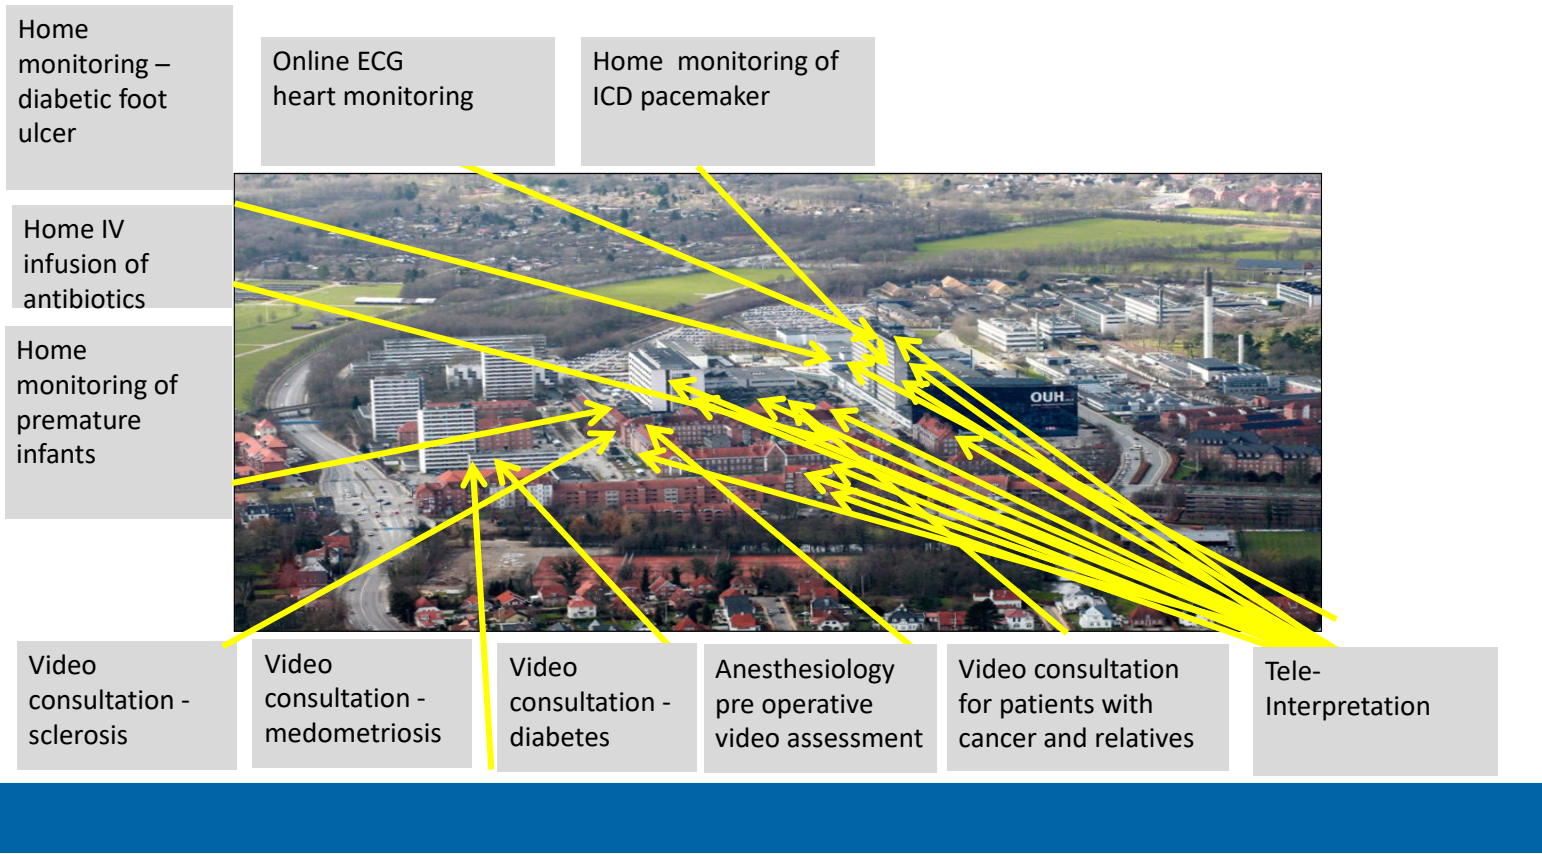 Home
monitoring –
diabetic foot
ulcer
Online ECG
heart monitoring
Home  monitoring of
ICD pacemaker
Home IV
infusion of
antibiotics
Home
monitoring of
premature
infants
OUH
Video
consultation -
sclerosis
Video
consultation -
medometriosis
Video
consultation -
diabetes
Anesthesiology
pre operative
video assessment
Video consultation
for patients with
cancer and relatives
Tele-
Interpretation